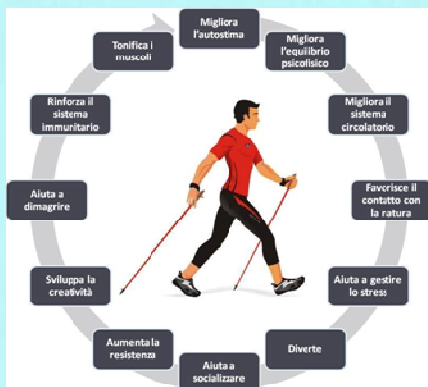 Migliora
l'autostima
Migliora
l'equilibrio
psicofisico
Migliora il
sistema
circolatorio
Favorisce il
contatto con
la natura
Aiuta a gestire
lo stress
Diverte
Aiuta a
socializzare
Aumenta la
resistenza
Sviluppa la
creatività
Aiuta a
dimagrire
Rinforza il
sistema
immunitario
Tonifica i
muscoli